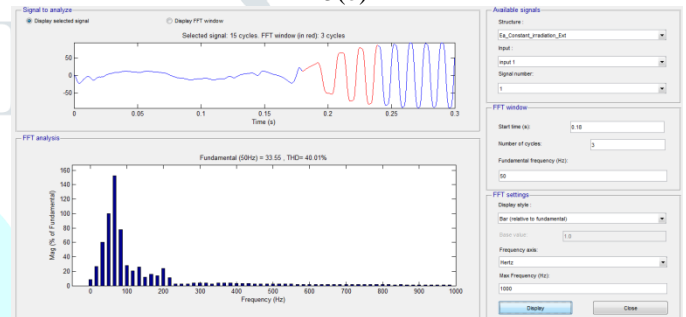 Signal to analyze
Display selected signal
Display FFT window
Selected signal: 15 cycles. FFT window (in red): 3 cycles
50
0
-50
0
0.05
0.1
0.15
0.2
0.25
0.3
Time (s)
FFT analysis
Fundamental (50Hz) = 33.55 , THD= 40.01%
Mag (% of Fundamental)
160
140
120
100
80
60
40
20
0
0
100
200
300
400
500
600
700
800
900
1000
Frequency (Hz)
Available signals
Structure :
Ea_Constant_irradiation_Ext
Input :
input 1
Signal number:
1
FFT window
Start time (s):
0.18
Number of cycles:
3
Fundamental frequency (Hz):
50
FFT settings
Display style :
Bar (relative to fundamental)
Base value:
1.0
Frequency axis:
Hertz
Max Frequency (Hz):
1000
Display
Close